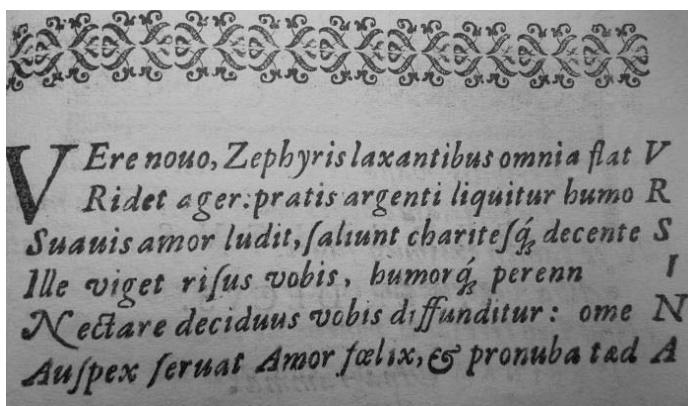 VEre nouo, Zephyris laxantibus omnia flat V
Ridet ager: pratis argenti liquitur humo R
Suauis amor ludit, ſaliunt chariteſq́; decente S
Ille viget riſus vobis, humorq́; perenn I
Nectare deciduus vobis diffunditur: ome N
Auſpex ſeruat Amor fœlix, & pronuba tæd A